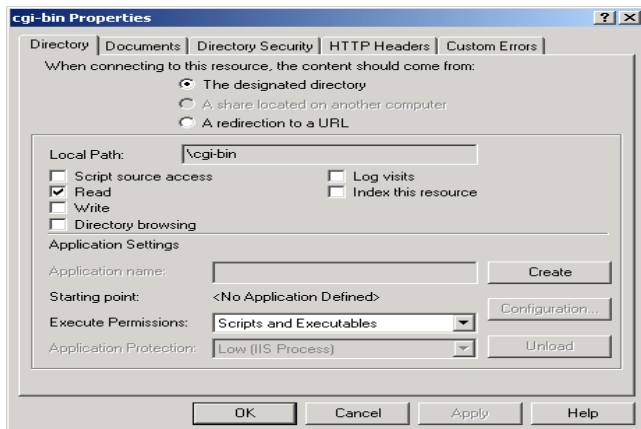 cgi-bin Properties
Directory Documents Directory Security HTTP Headers Custom Errors
When connecting to this resource, the content should come from:
The designated directory
A share located on another computer
A redirection to a URL
Local Path: \cgi-bin
Script source access Log visits
Read Index this resource
Write
Directory browsing
Application Settings
Application name: Create
Starting point: <No Application Defined> Configuration...
Execute Permissions: Scripts and Executables
Application Protection: Low (IIS Process) Unload
OK Cancel Apply Help